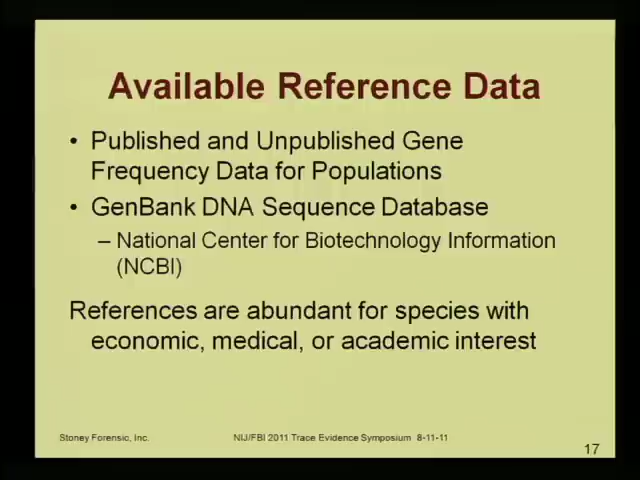 Available Reference Data
• Published and Unpublished Gene
Frequency Data for Populations
• GenBank DNA Sequence Database
– National Center for Biotechnology Information
(NCBI)
References are abundant for species with
economic, medical, or academic interest
Stoney Forensic, Inc.
NIJ/FBI 2011 Trace Evidence Symposium 8-11-11
17